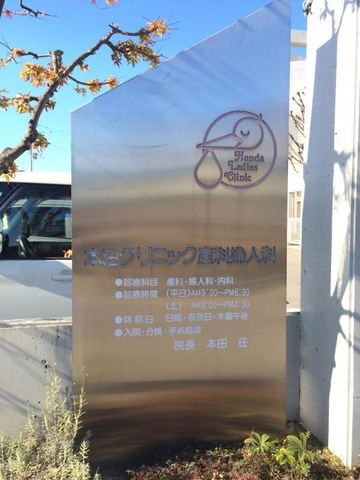 Honda
Ladies
Clinic
本田クリニック産科婦人科
●診療科目 産科・婦人科・内科
●診療時間 (平日)AM9:00〜PM6:30
(土) AM9:00〜PM5:30
●休診日 日曜・祝祭日・木曜午後
●入院・分娩・手術設備
院長 本田 任